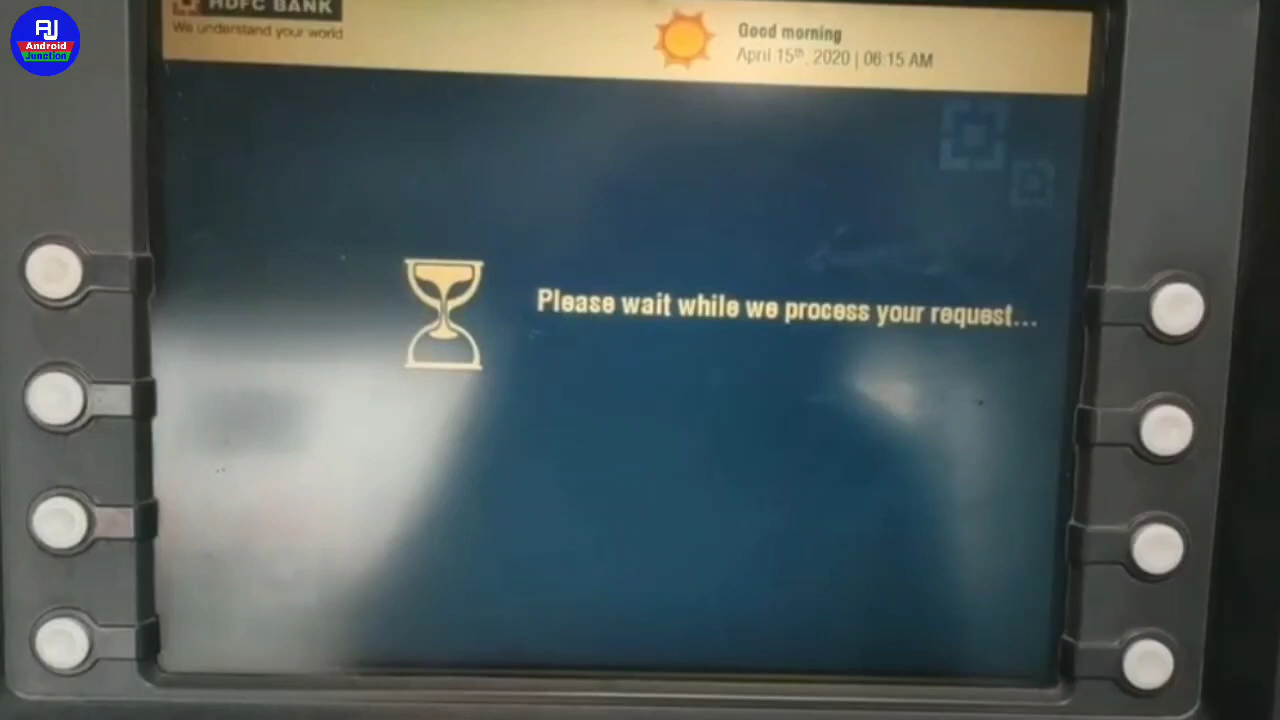 AJ
Android
Junction
HDFC BANK
We understand your world
Good morning
April 15th, 2020 | 06:15 AM
Please wait while we process your request...